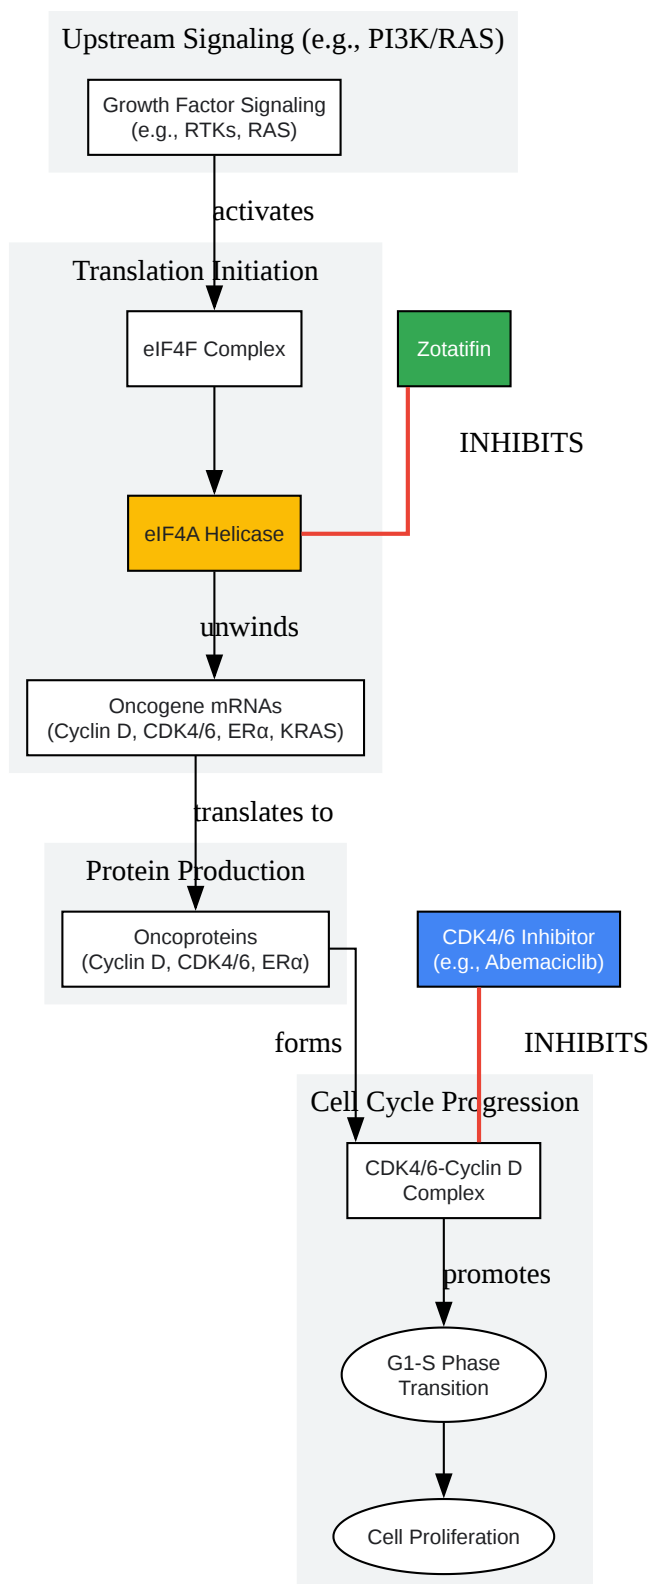 Upstream Signaling (e.g., PI3K/RAS)
Growth Factor Signaling
(e.g., RTKs, RAS)
activates
Translation Initiation
eIF4F Complex
Zotatifin
INHIBITS
eIF4A Helicase
unwinds
Oncogene mRNAs
(Cyclin D, CDK4/6, ERα, KRAS)
translates to
Protein Production
Oncoproteins
(Cyclin D, CDK4/6, ERα)
CDK4/6 Inhibitor
(e.g., Abemaciclib)
forms
INHIBITS
Cell Cycle Progression
CDK4/6-Cyclin D
Complex
promotes
G1-S Phase
Transition
Cell Proliferation